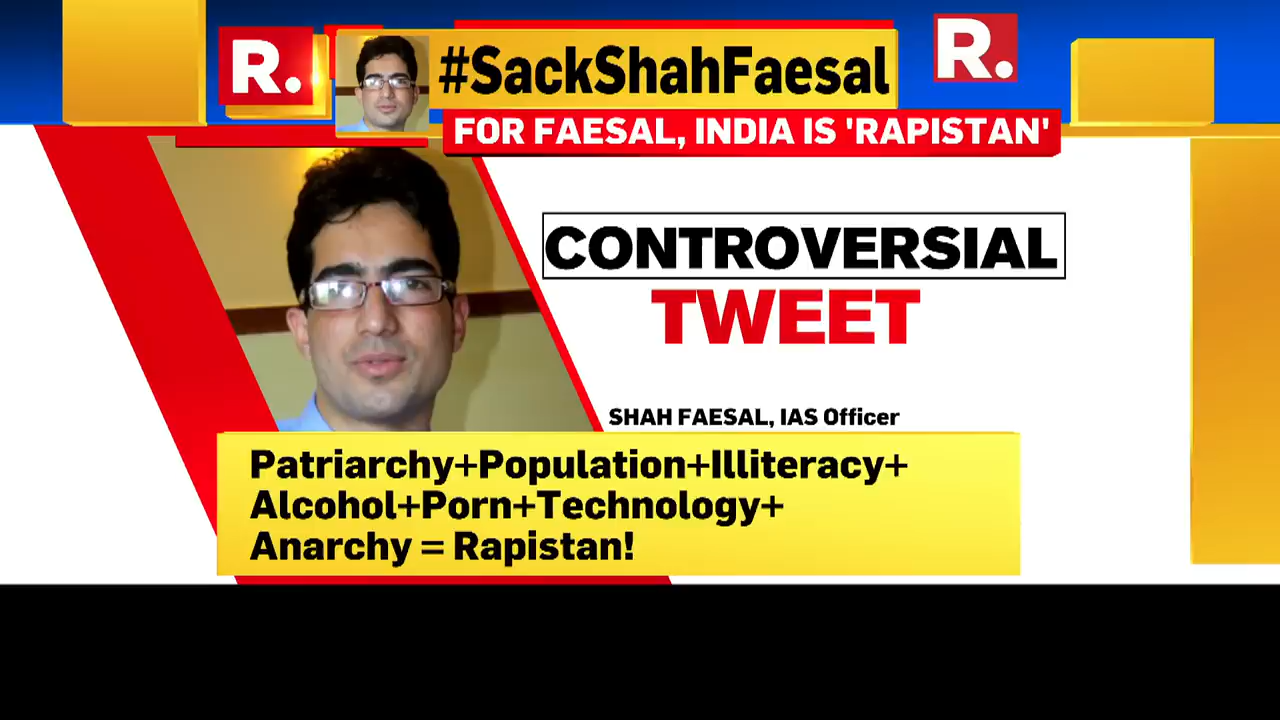 R.
#SackShahFaesal
R.
FOR FAESAL, INDIA IS 'RAPISTAN'
CONTROVERSIAL
TWEET
SHAH FAESAL, IAS Officer
Patriarchy+Population+Illiteracy+
Alcohol+Porn+Technology+
Anarchy = Rapistan!